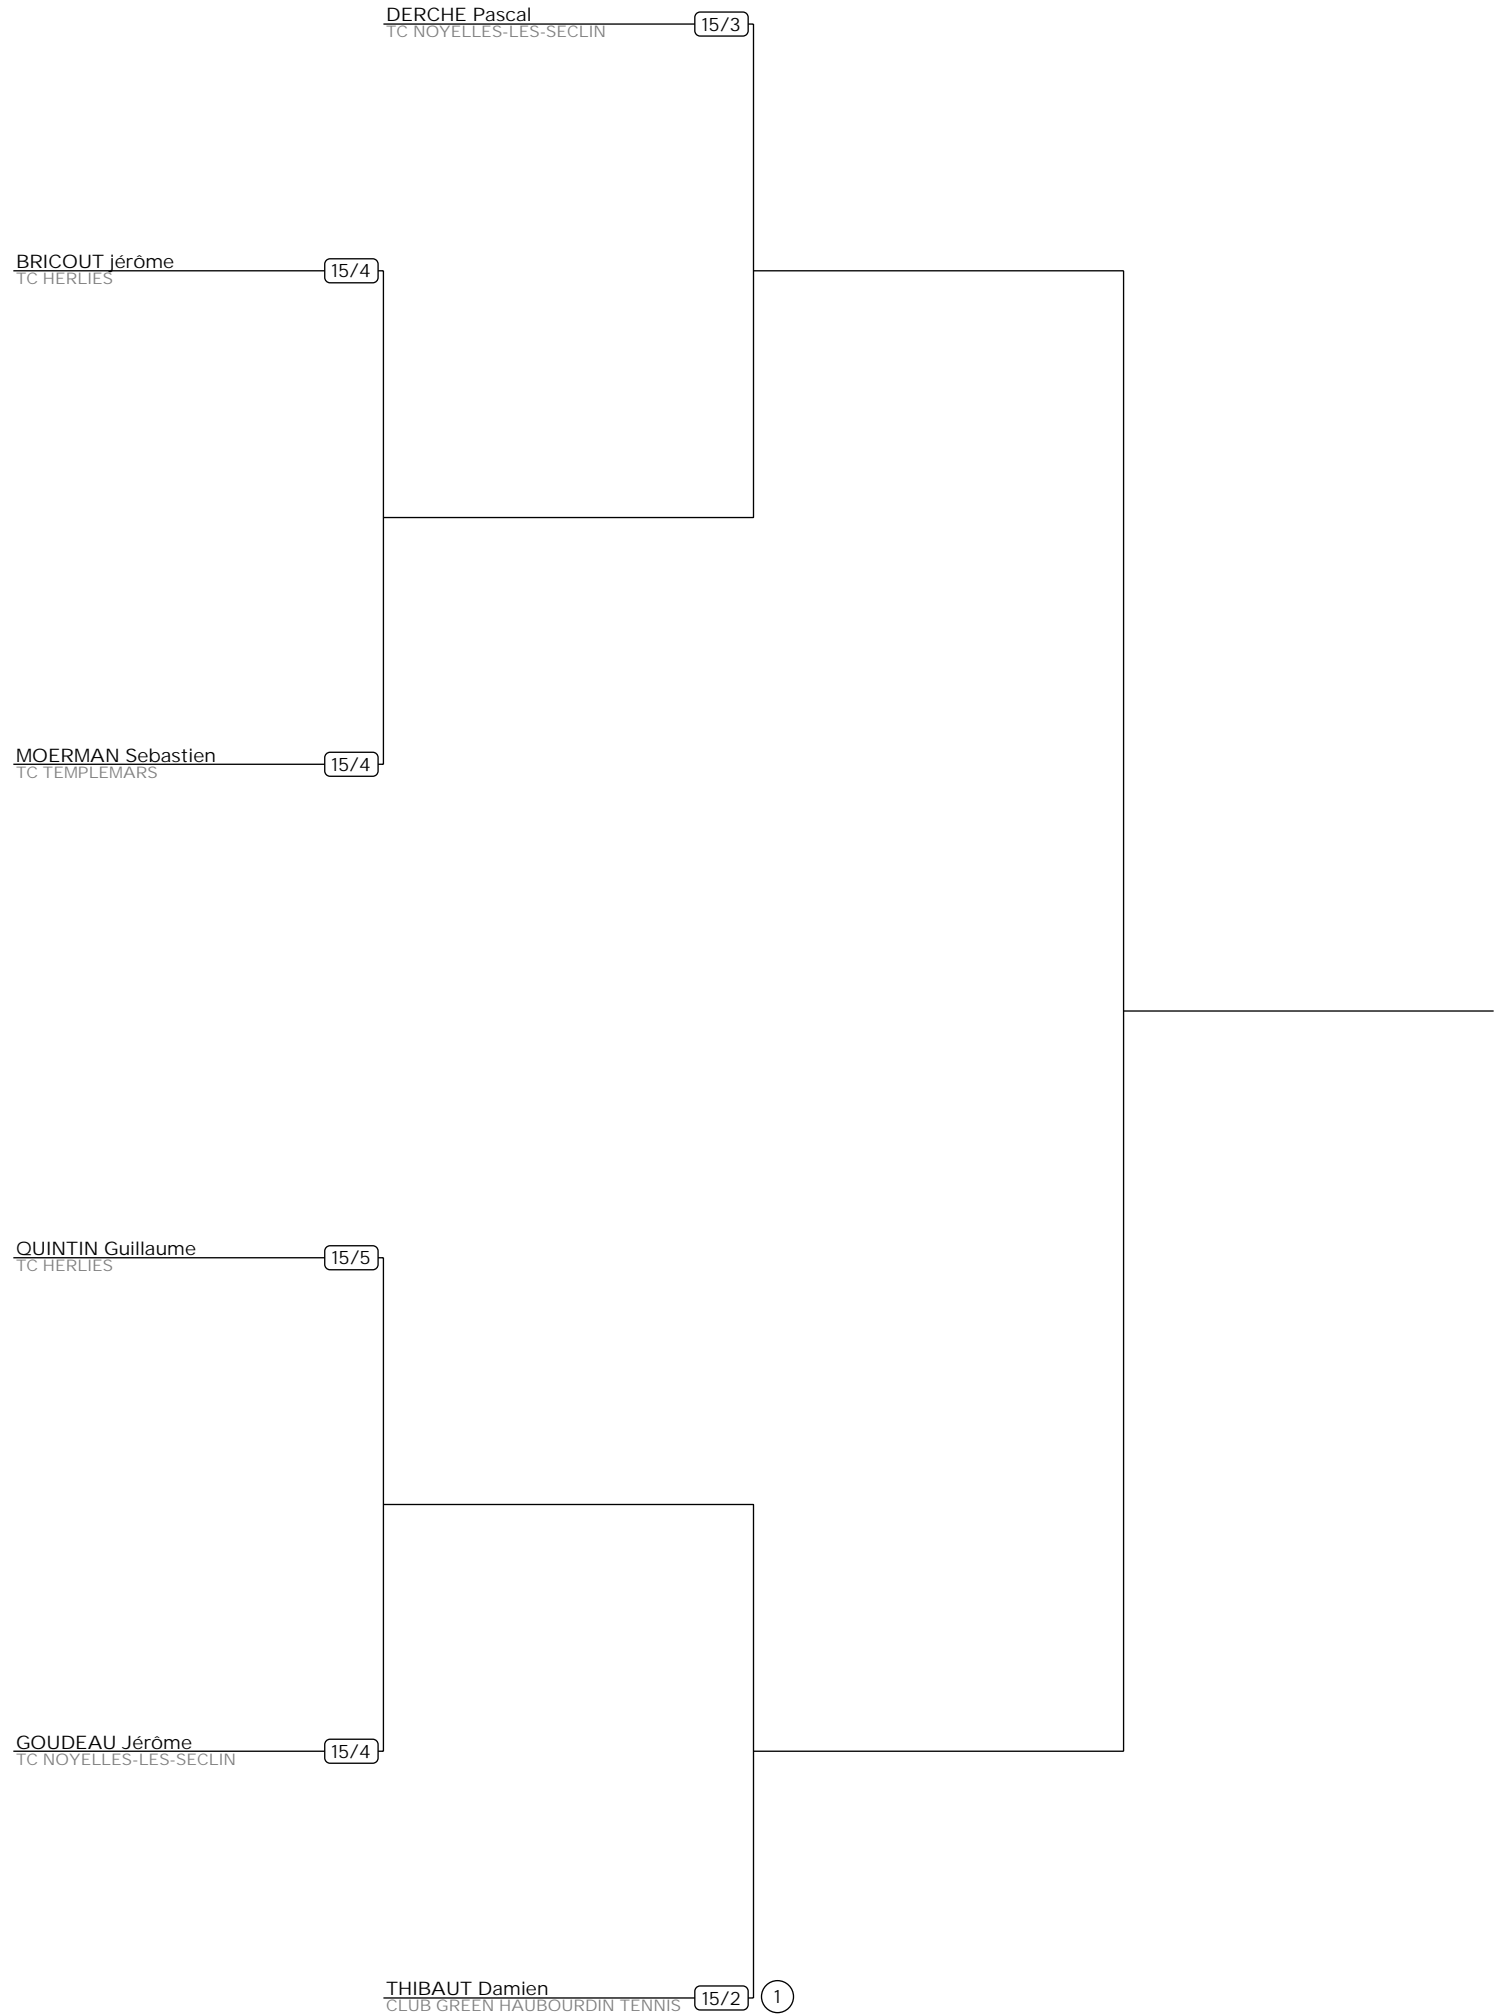 DERCHE Pascal
15/3
TC NOYELLES-LES-SECLIN
BRICOUT jérôme
15/4
TC HERLIES
MOERMAN Sebastien
15/4
TC TEMPLEMARS
QUINTIN Guillaume
15/5
TC HERLIES
GOUDEAU Jérôme
15/4
TC NOYELLES-LES-SECLIN
THIBAUT Damien
15/2
1
CLUB GREEN HAUBOURDIN TENNIS